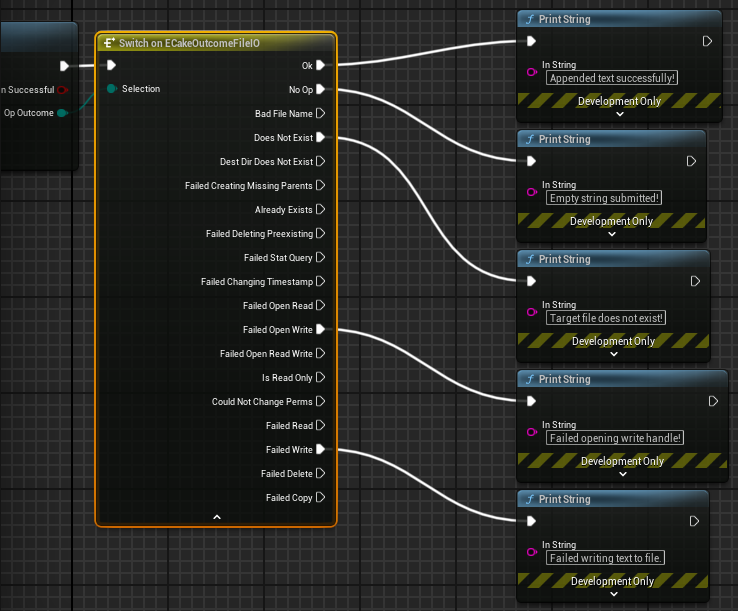 n Successful
Op Outcome
Switch on ECakeOutcomeFileIO
Selection
Ok
No Op
Bad File Name
Does Not Exist
Dest Dir Does Not Exist
Failed Creating Missing Parents
Already Exists
Failed Deleting Preexisting
Failed Stat Query
Failed Changing Timestamp
Failed Open Read
Failed Open Write
Failed Open Read Write
Is Read Only
Could Not Change Perms
Failed Read
Failed Write
Failed Delete
Failed Copy
f Print String
In String
Appended text successfully!
Development Only
f Print String
In String
Empty string submitted!
Development Only
f Print String
In String
Target file does not exist!
Development Only
f Print String
In String
Failed opening write handle!
Development Only
f Print String
In String
Failed writing text to file.
Development Only